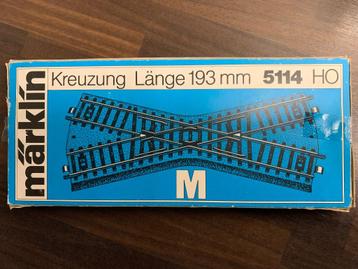 märklin
Kreuzung Länge 193 mm 5114 HO
M